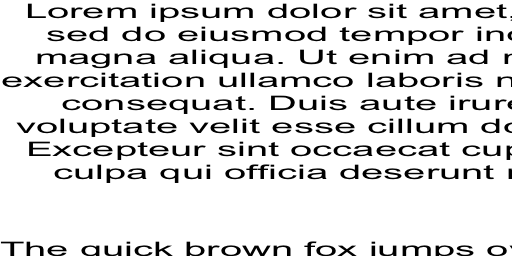 Lorem ipsum dolor sit amet,
sed do eiusmod tempor inc
magna aliqua. Ut enim ad
exercitation ullamco laboris
consequat. Duis aute irure
voluptate velit esse cillum do
Excepteur sint occaecat cup
culpa qui officia deserunt
The quick brown fox jumps ov